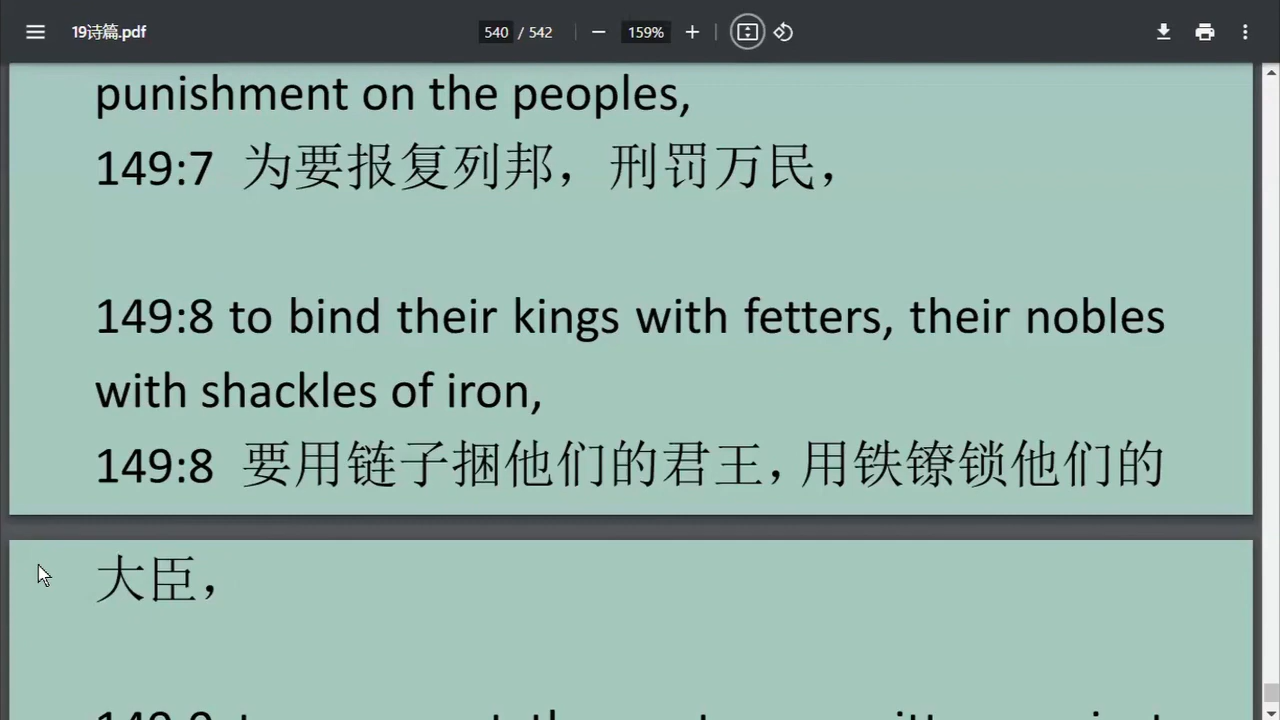 19诗篇.pdf
540 / 542
159%
punishment on the peoples,
149:7 为要报复列邦，刑罚万民，
149:8 to bind their kings with fetters, their nobles
with shackles of iron,
149:8 要用链子捆他们的君王，用铁镣锁他们的
大臣，